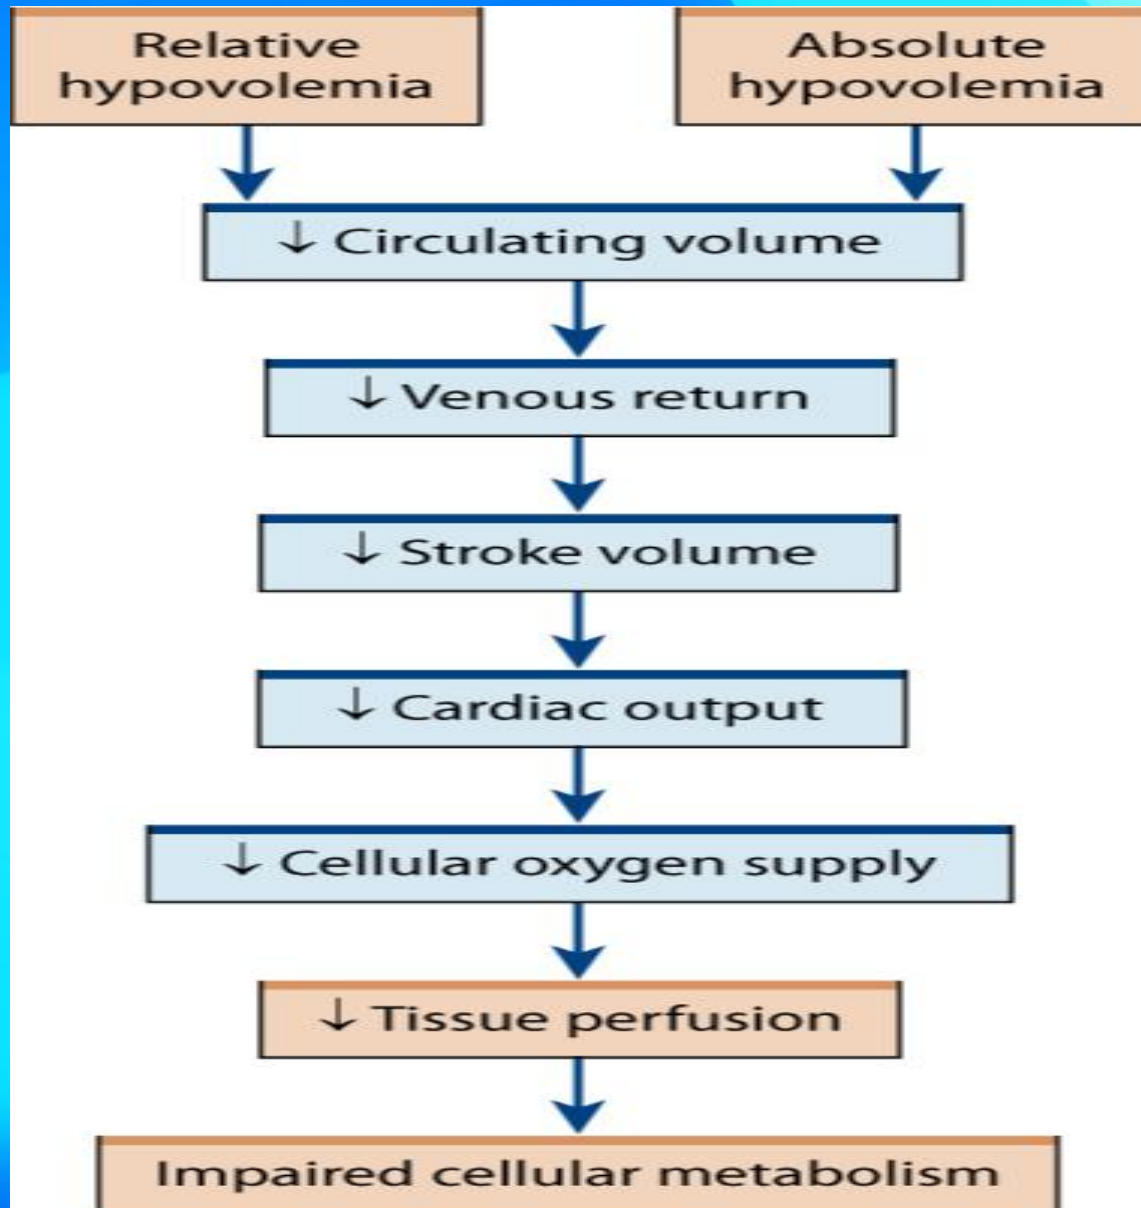 Relative
hypovolemia
Absolute
hypovolemia
↓ Circulating volume
↓ Venous return
↓ Stroke volume
↓ Cardiac output
↓ Cellular oxygen supply
↓ Tissue perfusion
Impaired cellular metabolism